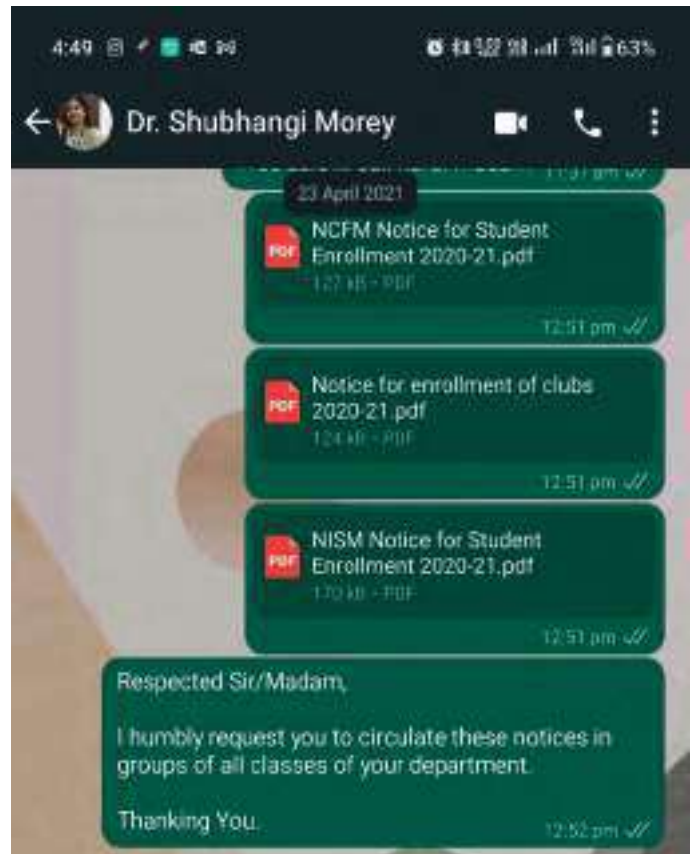 4:49
63%
Dr. Shubhangi Morey
23 April 2021
NCFM Notice for Student
Enrollment 2020-21.pdf
127 kB • PDF
12:51 pm
Notice for enrollment of clubs
2020-21.pdf
124 kB • PDF
12:51 pm
NISM Notice for Student
Enrollment 2020-21.pdf
170 kB • PDF
12:51 pm
Respected Sir/Madam,
I humbly request you to circulate these notices in
groups of all classes of your department.
Thanking You.
12:52 pm